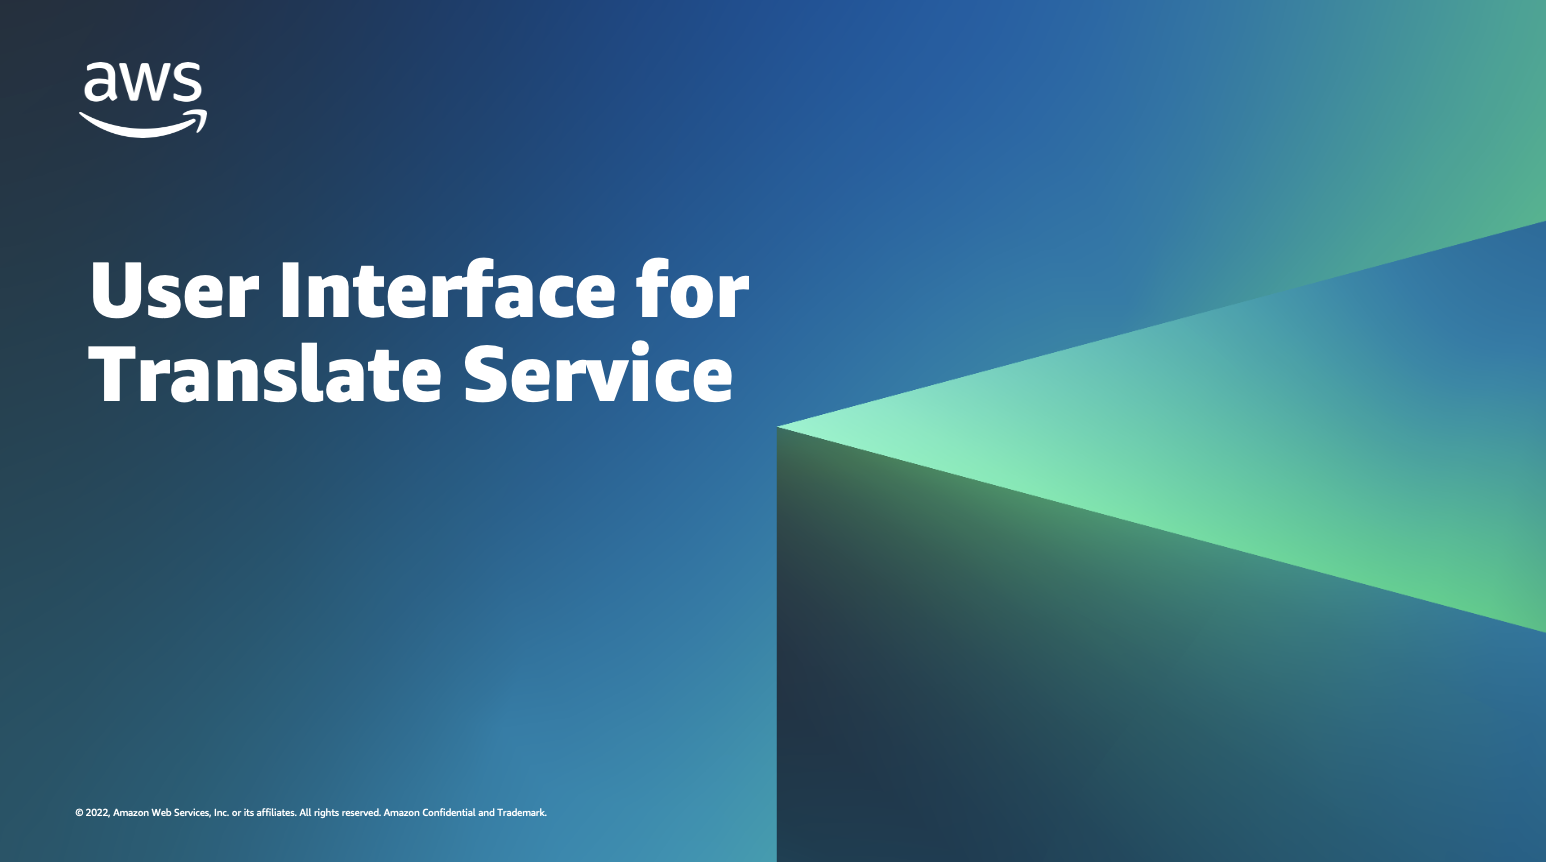 aws
User Interface for
Translate Service
© 2022, Amazon Web Services, Inc. or its affiliates. All rights reserved. Amazon Confidential and Trademark.